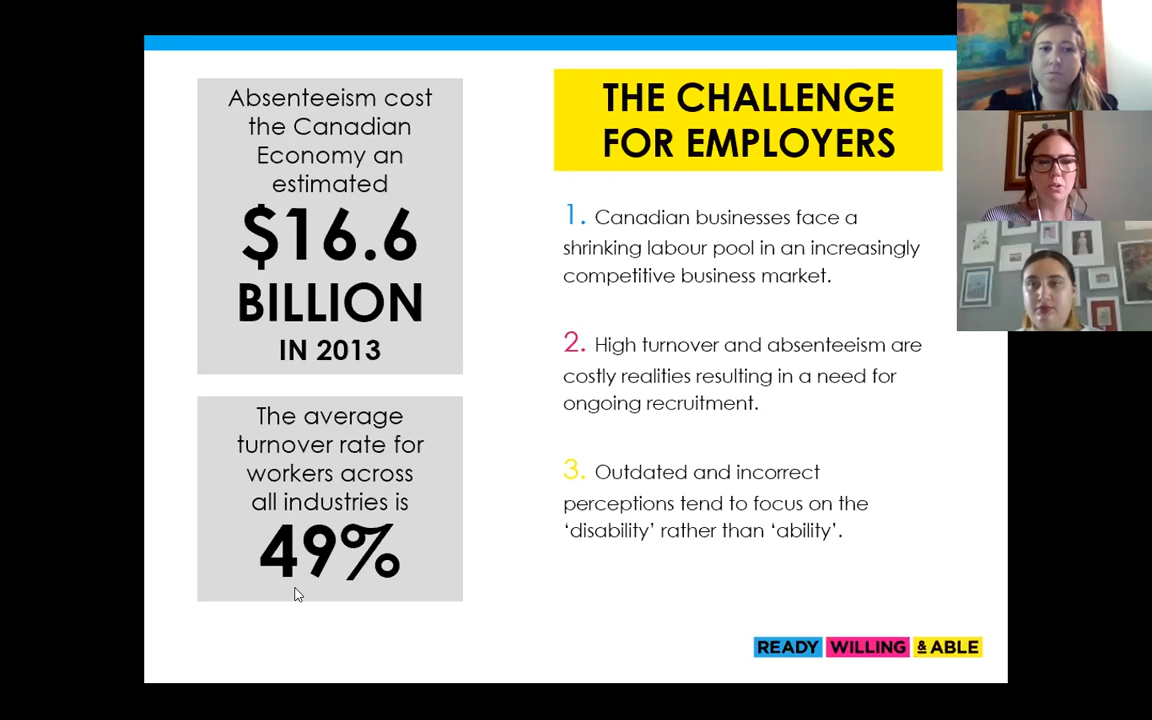 Absenteeism cost
the Canadian
Economy an
estimated
$16.6
BILLION
IN 2013
The average
turnover rate for
workers across
all industries is
49%
THE CHALLENGE
FOR EMPLOYERS
1. Canadian businesses face a
shrinking labour pool in an increasingly
competitive business market.
2. High turnover and absenteeism are
costly realities resulting in a need for
ongoing recruitment.
3. Outdated and incorrect
perceptions tend to focus on the
‘disability’ rather than ‘ability’.
READY WILLING & ABLE